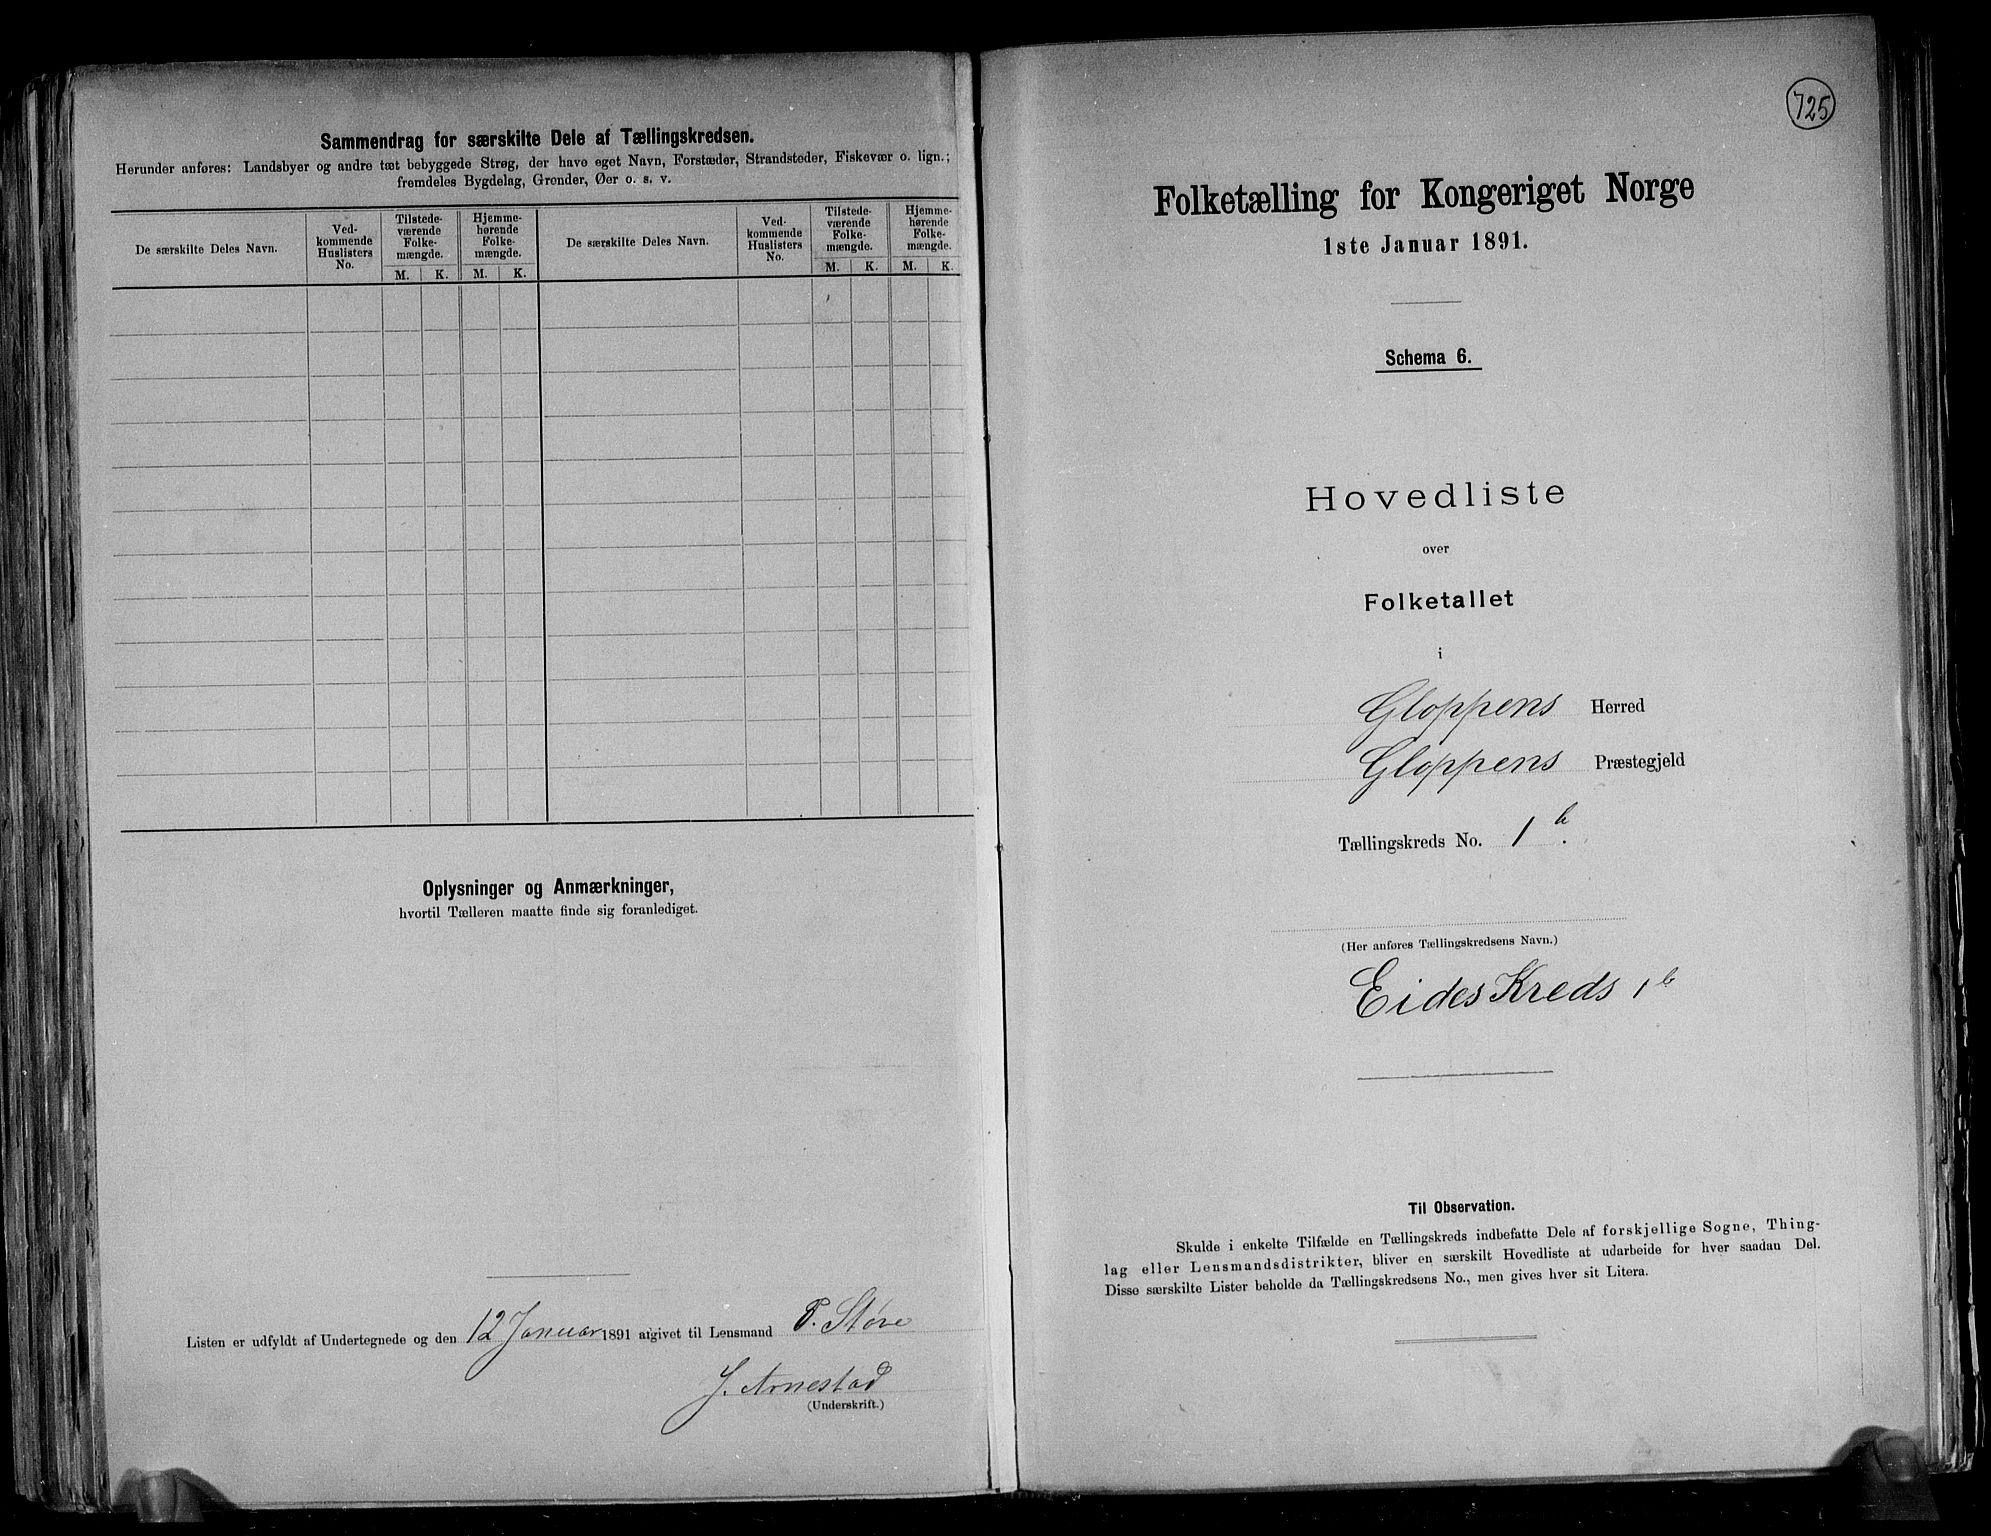 Sammendrag for særskilte Dele af Tællingskredsen.
Herunder anføres: Landsbyer og andre tæt bebyggede Strøg, der have eget Navn, Forstæder, Strandsteder, Fiskevær o. lign.;
fremdeles Bygdelag, Grender, Øer o. s. v.
De særskilte Deles Navn.
Ved-
kommende
Huslisters
No.
Tilstede-
værende
Folke-
mængde.
Hjemme-
hørende
Folke-
mængde.
M. K. M. K.
De særskilte Deles Navn.
Ved-
kommende
Huslisters
No.
Tilstede-
værende
Folke-
mængde.
Hjemme-
hørende
Folke-
mængde.
M. K. M. K.
Oplysninger og Anmærkninger,
hvortil Tælleren maatte finde sig foranlediget.
Listen er udfyldt af Undertegnede og den 12 Januar 1891 afgivet til Lensmand P. Støve
J. Arnestad
(Underskrift.)
725
Folketælling for Kongeriget Norge
1ste Januar 1891.
Schema 6.
Hovedliste
over
Folketallet
i
Gloppens Herred
Gloppens Præstegjeld
Tællingskreds No. 1 b.
(Her anføres Tællingskredsens Navn.)
Eides Kreds 1 b
Til Observation.
Skulde i enkelte Tilfælde en Tællingskreds indbefatte Dele af forskjellige Sogne, Thing-
lag eller Lensmandsdistrikter, bliver en særskilt Hovedliste at udarbeide for hver saadan Del.
Disse særskilte Lister beholde da Tællingskredsens No., men gives hver sit Litera.